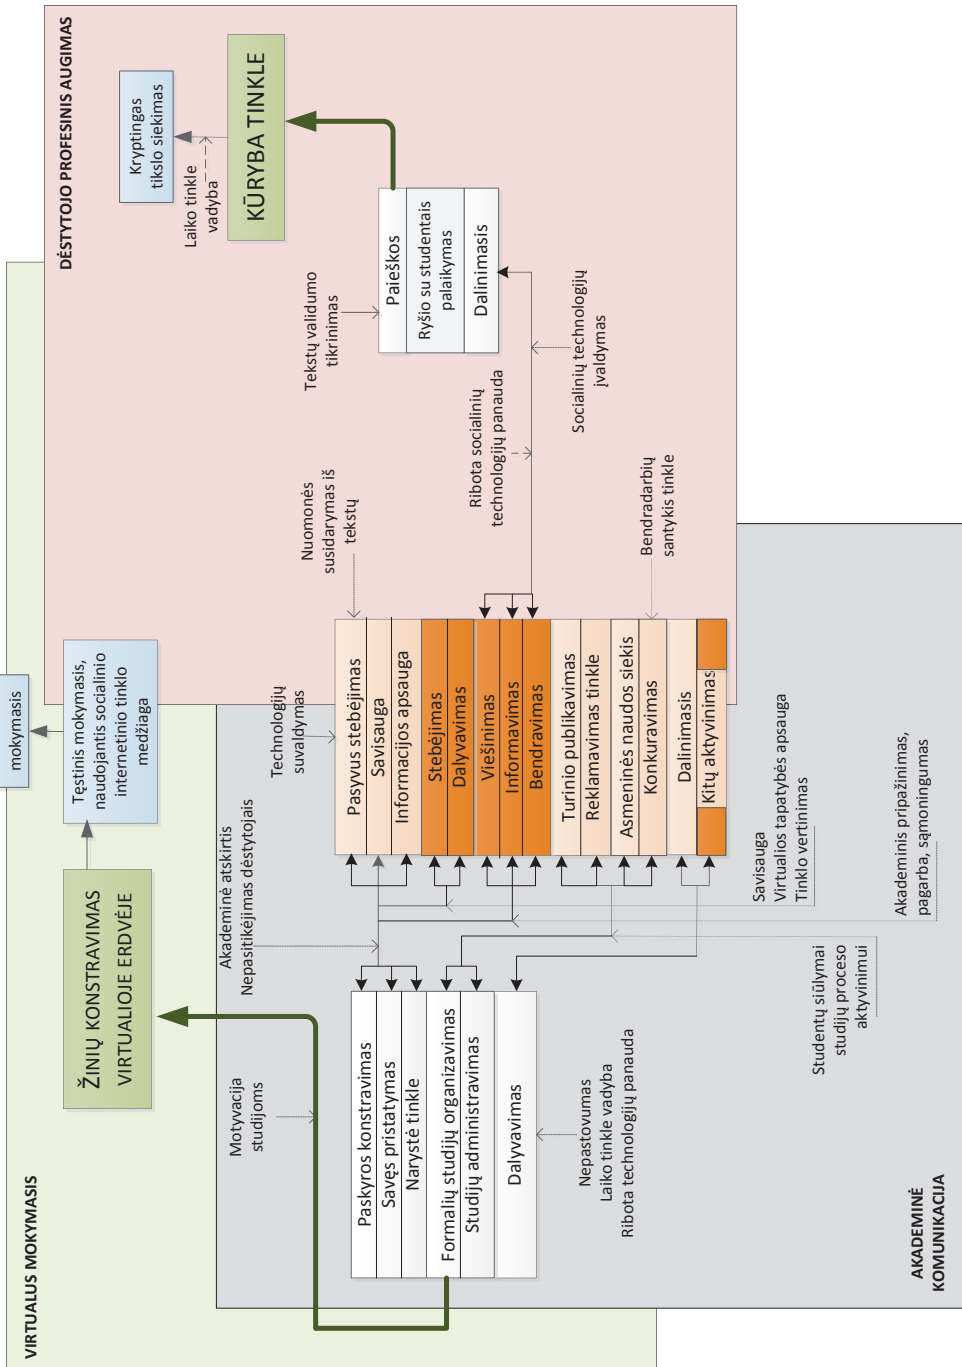 VIRTUALUS MOKYMASIS
DĖSTYTOJO PROFESINIS AUGIMAS
AKADEMINĖ
KOMUNIKACIJA
mokymasis
Tęstinis mokymasis,
naudojantis socialinio
internetinio tinklo
medžiaga
ŽINIŲ KONSTRAVIMAS
VIRTUALIOJE ERDVĖJE
Motyvacija
studijoms
Akademinė atskirtis
Nepasitikėjimas dėstytojais
Technologijų
suvaldymas
Nuomonės
susidarymas iš
tekstų
Tekstų validumo
tikrinimas
Kryptingas
tikslo siekimas
Laiko tinkle
vadyba
KŪRYBA TINKLE
Paskyros konstravimas
Savęs pristatymas
Narystė tinkle
Formalių studijų organizavimas
Studijų administravimas
Dalyvavimas
Nepastovumas
Laiko tinkle vadyba
Ribota technologijų panauda
Pasyvus stebėjimas
Savisauga
Informacijos apsauga
Stebėjimas
Dalyvavimas
Viešinimas
Informavimas
Bendravimas
Turinio publikavimas
Reklamavimas tinkle
Asmeninės naudos siekis
Konkuravimas
Dalinimasis
Kitų aktyvinimas
Ribota socialinių
technologijų panauda
Socialinių technologijų
įvaldymas
Bendradarbių
santykis tinkle
Paieškos
Ryšio su studentais
palaikymas
Dalinimasis
Savisauga
Virtualios tapatybės apsauga
Tinklo vertinimas
Akademinis pripažinimas,
pagarba, sąmoningumas
Studentų siūlymai
studijų proceso
aktyvinimui